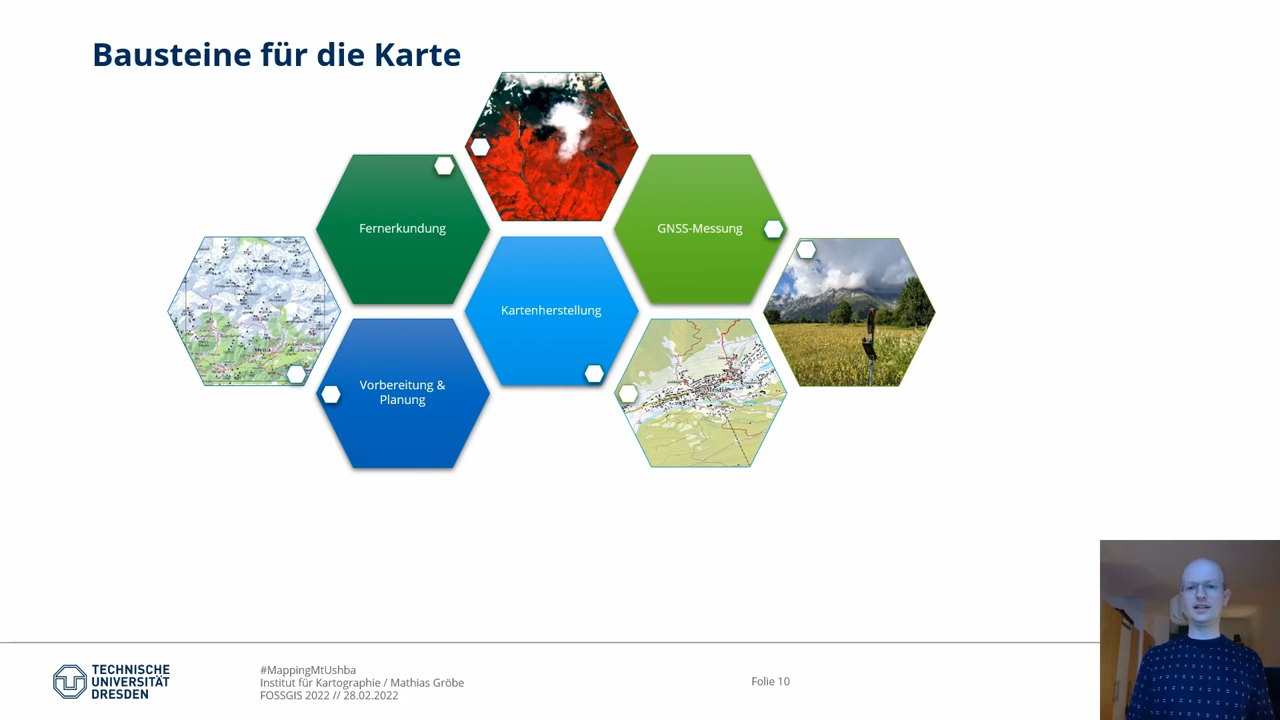 Bausteine für die Karte
Fernerkundung
GNSS-Messung
Kartenherstellung
Vorbereitung &
Planung
TECHNISCHE
UNIVERSITÄT
DRESDEN
#MappingMtUshba
Institut für Kartographie / Mathias Gröbe
FOSSGIS 2022 // 28.02.2022
Folie 10